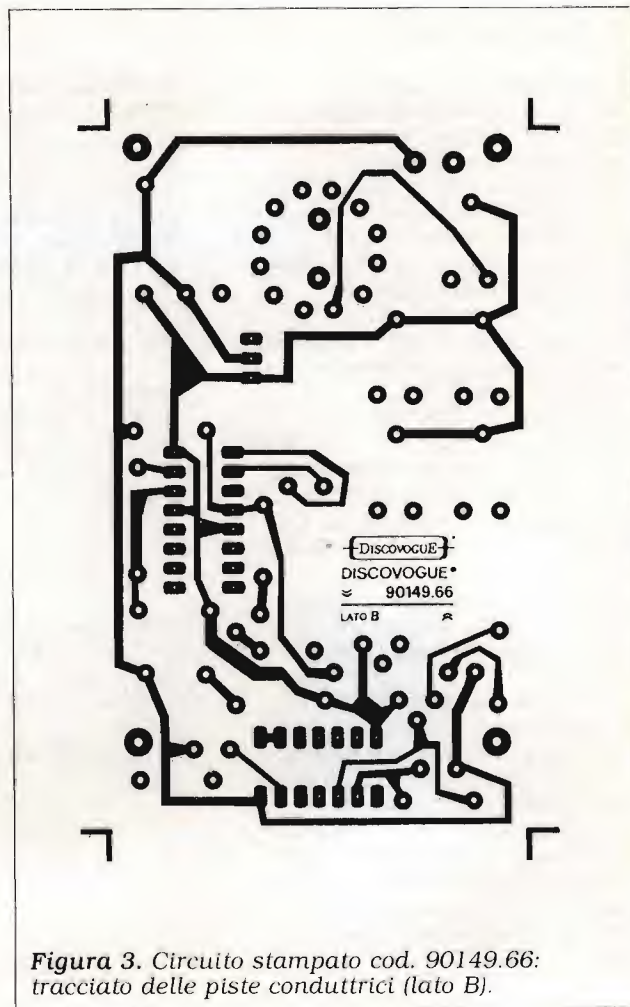 DISCOVOGUE
DISCOVOGUE
90149.66
LATO B
Figura 3. Circuito stampato cod. 90149.66:
tracciato delle piste conduttrici (lato B).